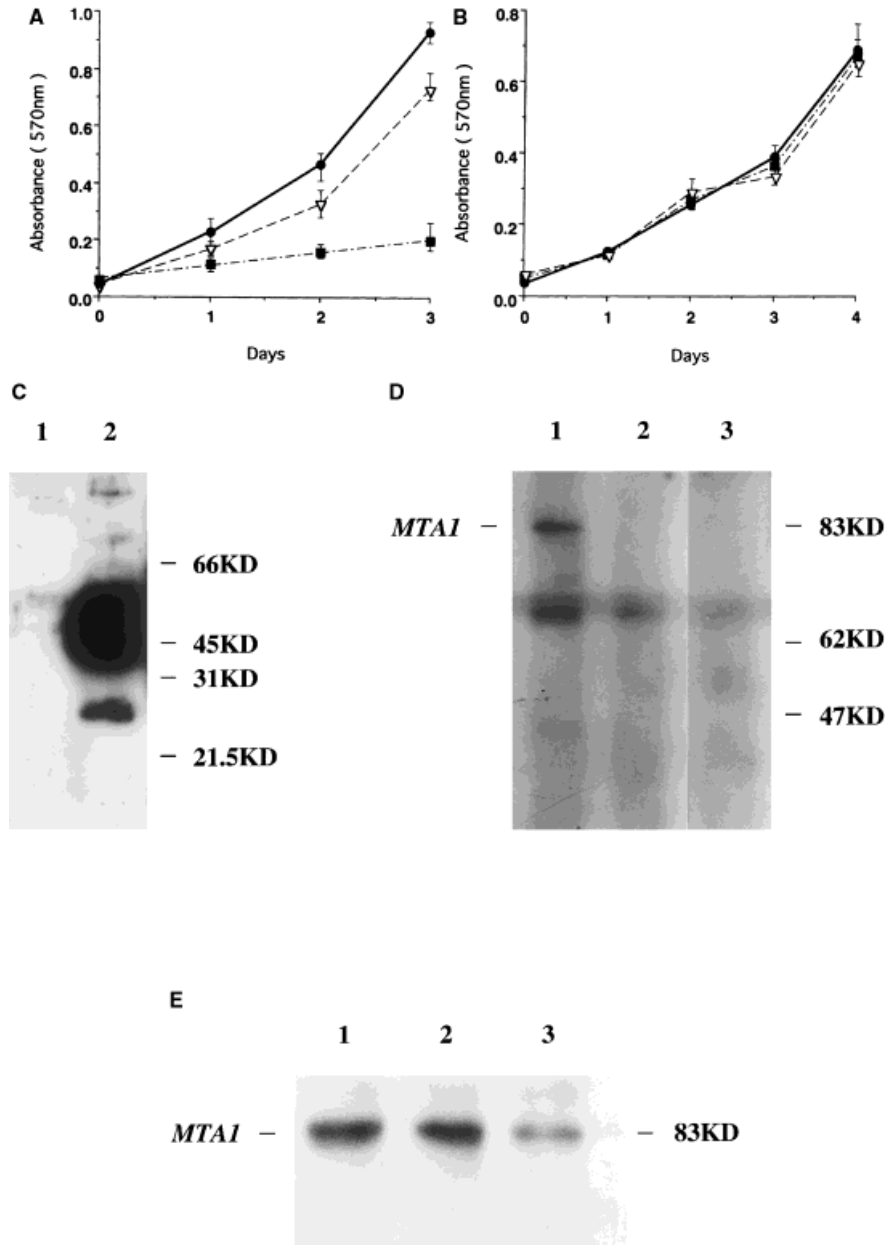 A
Absorbance ( 570nm )
1.0
0.8
0.6
0.4
0.2
0.0
0 1 2 3
Days
B
Absorbance ( 570nm )
0.8
0.6
0.4
0.2
0.0
0 1 2 3 4
Days
C
1 2
66KD
45KD
31KD
21.5KD
D
1 2 3
MTA1
83KD
62KD
47KD
E
1 2 3
MTA1
83KD